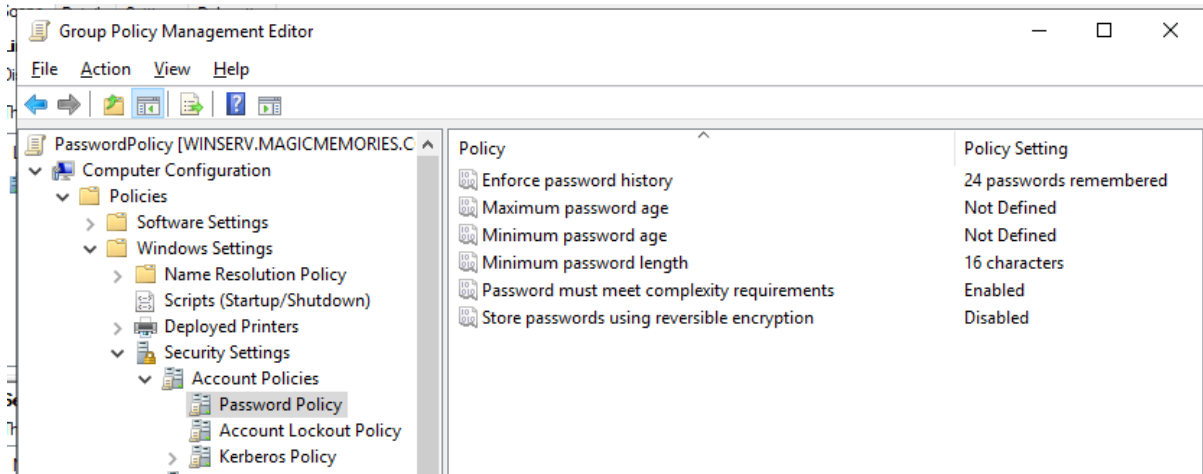 Group Policy Management Editor
File Action View Help
PasswordPolicy [WINSERV.MAGICMEMORIES.C
Computer Configuration
Policies
Software Settings
Windows Settings
Name Resolution Policy
Scripts (Startup/Shutdown)
Deployed Printers
Security Settings
Account Policies
Password Policy
Account Lockout Policy
Kerberos Policy
Policy Policy Setting
Enforce password history 24 passwords remembered
Maximum password age Not Defined
Minimum password age Not Defined
Minimum password length 16 characters
Password must meet complexity requirements Enabled
Store passwords using reversible encryption Disabled